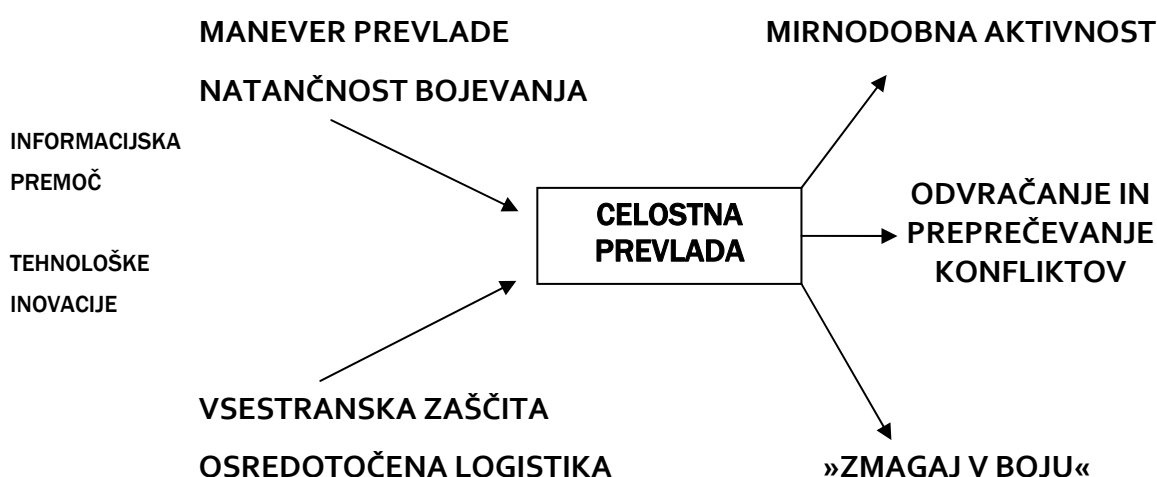 MANEVER PREVLADE
NATANČNOST BOJEVANJA
INFORMACIJSKA
PREMOČ
TEHNOLOŠKE
INOVACIJE
VSESTRANSKA ZAŠČITA
OSREDOTOČENA LOGISTIKA
CELOSTNA
PREVLADA
MIRNODOBNA AKTIVNOST
ODVRAČANJE IN
PREPREČEVANJE
KONFLIKTOV
»ZMAGAJ V BOJU«